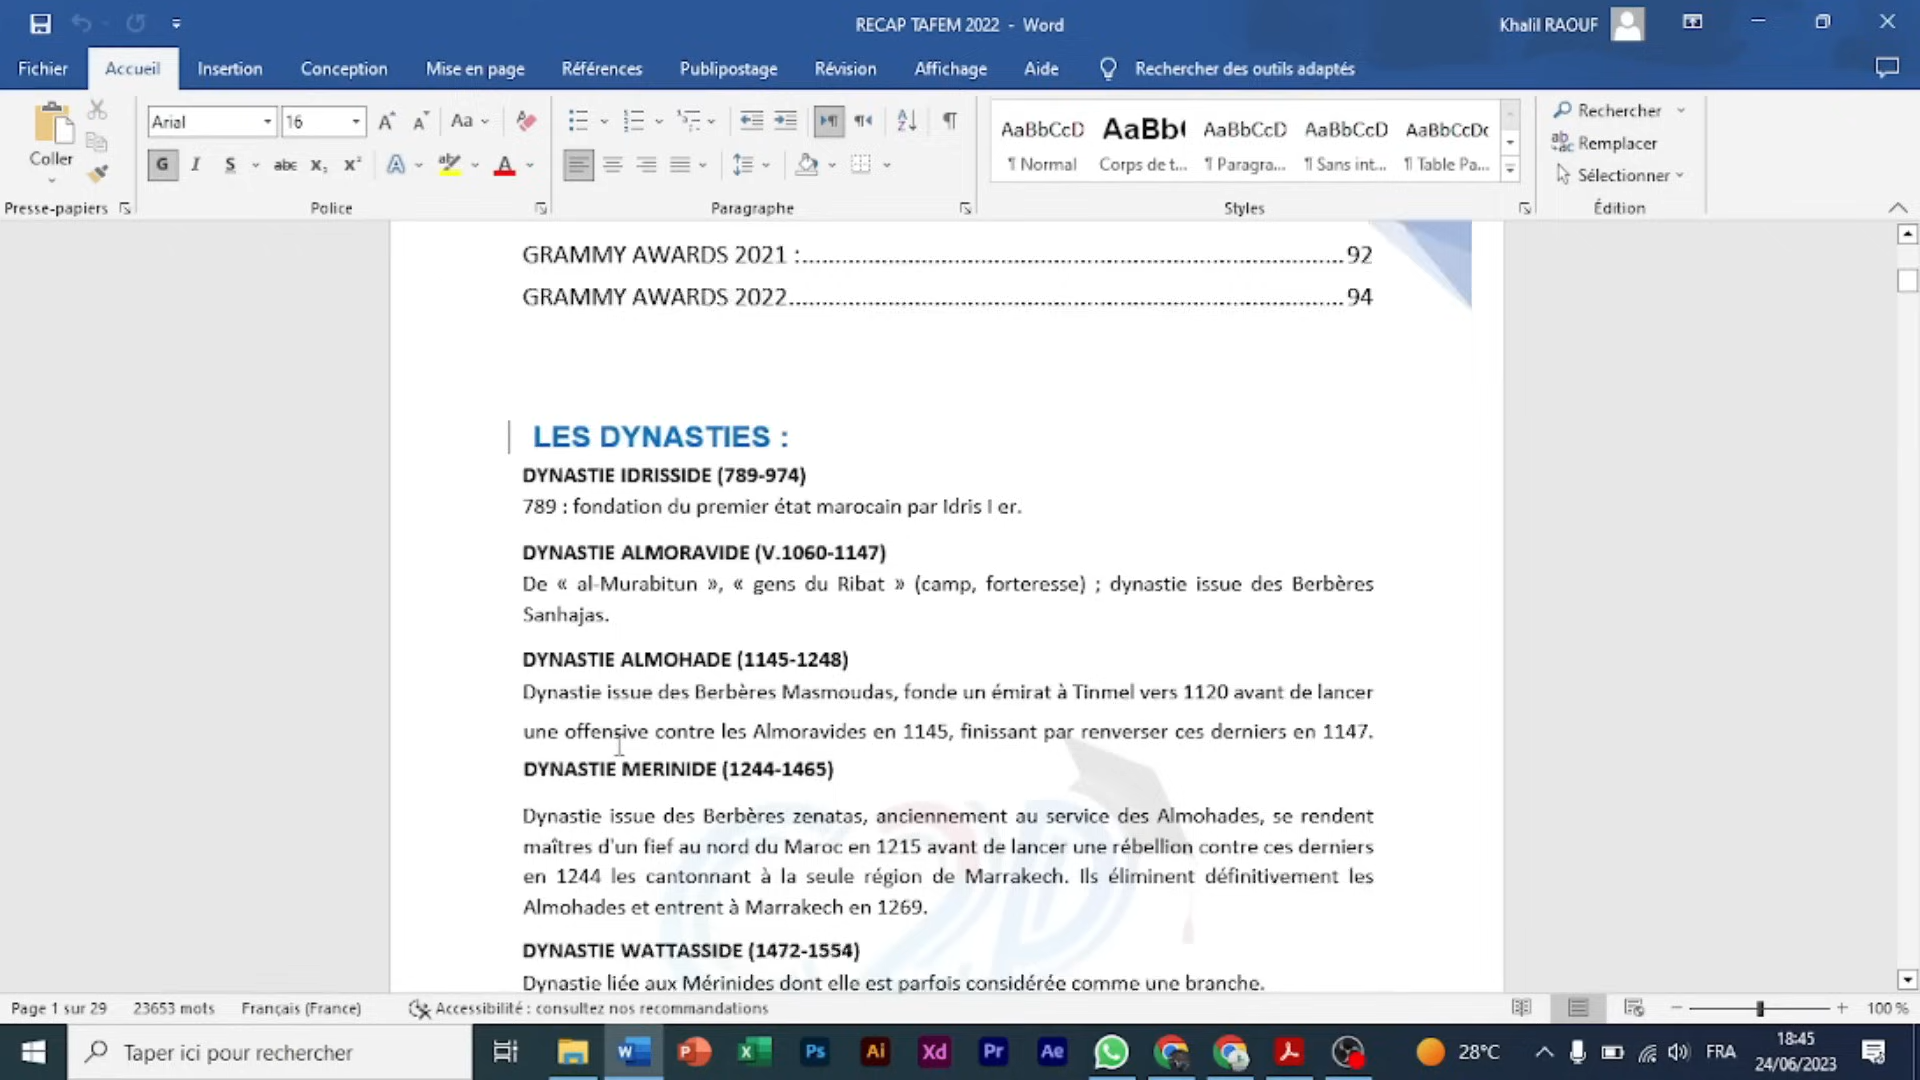 RECAP TAFEM 2022 - Word
Khalil RAOUF
Fichier Accueil Insertion Conception Mise en page Références Publipostage Révision Affichage Aide Rechercher des outils adaptés
Coller
Presse-papiers
Arial 16
Aa
G I S abc x₂ x²
Police
Paragraphe
AaBbCcD AaBb( AaBbCcD AaBbCcD AaBbCcDc
¶ Normal Corps de t... ¶ Paragra... ¶ Sans int... ¶ Table Pa...
Styles
Rechercher
Remplacer
Sélectionner
Édition
GRAMMY AWARDS 2021 :................................................................................92
GRAMMY AWARDS 2022................................................................................94
LES DYNASTIES :
DYNASTIE IDRISSIDE (789-974)
789 : fondation du premier état marocain par Idris I er.
DYNASTIE ALMORAVIDE (V.1060-1147)
De « al-Murabitun », « gens du Ribat » (camp, forteresse) ; dynastie issue des Berbères
Sanhajas.
DYNASTIE ALMOHADE (1145-1248)
Dynastie issue des Berbères Masmoudas, fonde un émirat à Tinmel vers 1120 avant de lancer
une offensive contre les Almoravides en 1145, finissant par renverser ces derniers en 1147.
DYNASTIE MERINIDE (1244-1465)
Dynastie issue des Berbères zenatas, anciennement au service des Almohades, se rendent
maîtres d'un fief au nord du Maroc en 1215 avant de lancer une rébellion contre ces derniers
en 1244 les cantonnant à la seule région de Marrakech. Ils éliminent définitivement les
Almohades et entrent à Marrakech en 1269.
DYNASTIE WATTASSIDE (1472-1554)
Dynastie liée aux Mérinides dont elle est parfois considérée comme une branche.
C2D
Page 1 sur 29 23653 mots Français (France) Accessibilité : consultez nos recommandations 100 %
Taper ici pour rechercher
Ps Ai Xd Pr Ae
28°C
FRA
18:45
24/06/2023